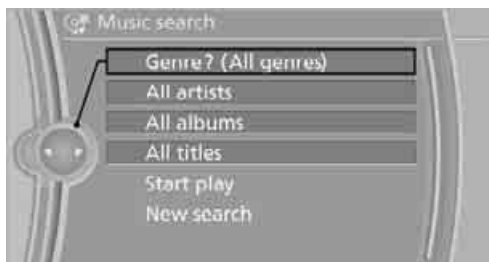 Music search
Genre? (All genres)
All artists
All albums
All titles
Start play
New search